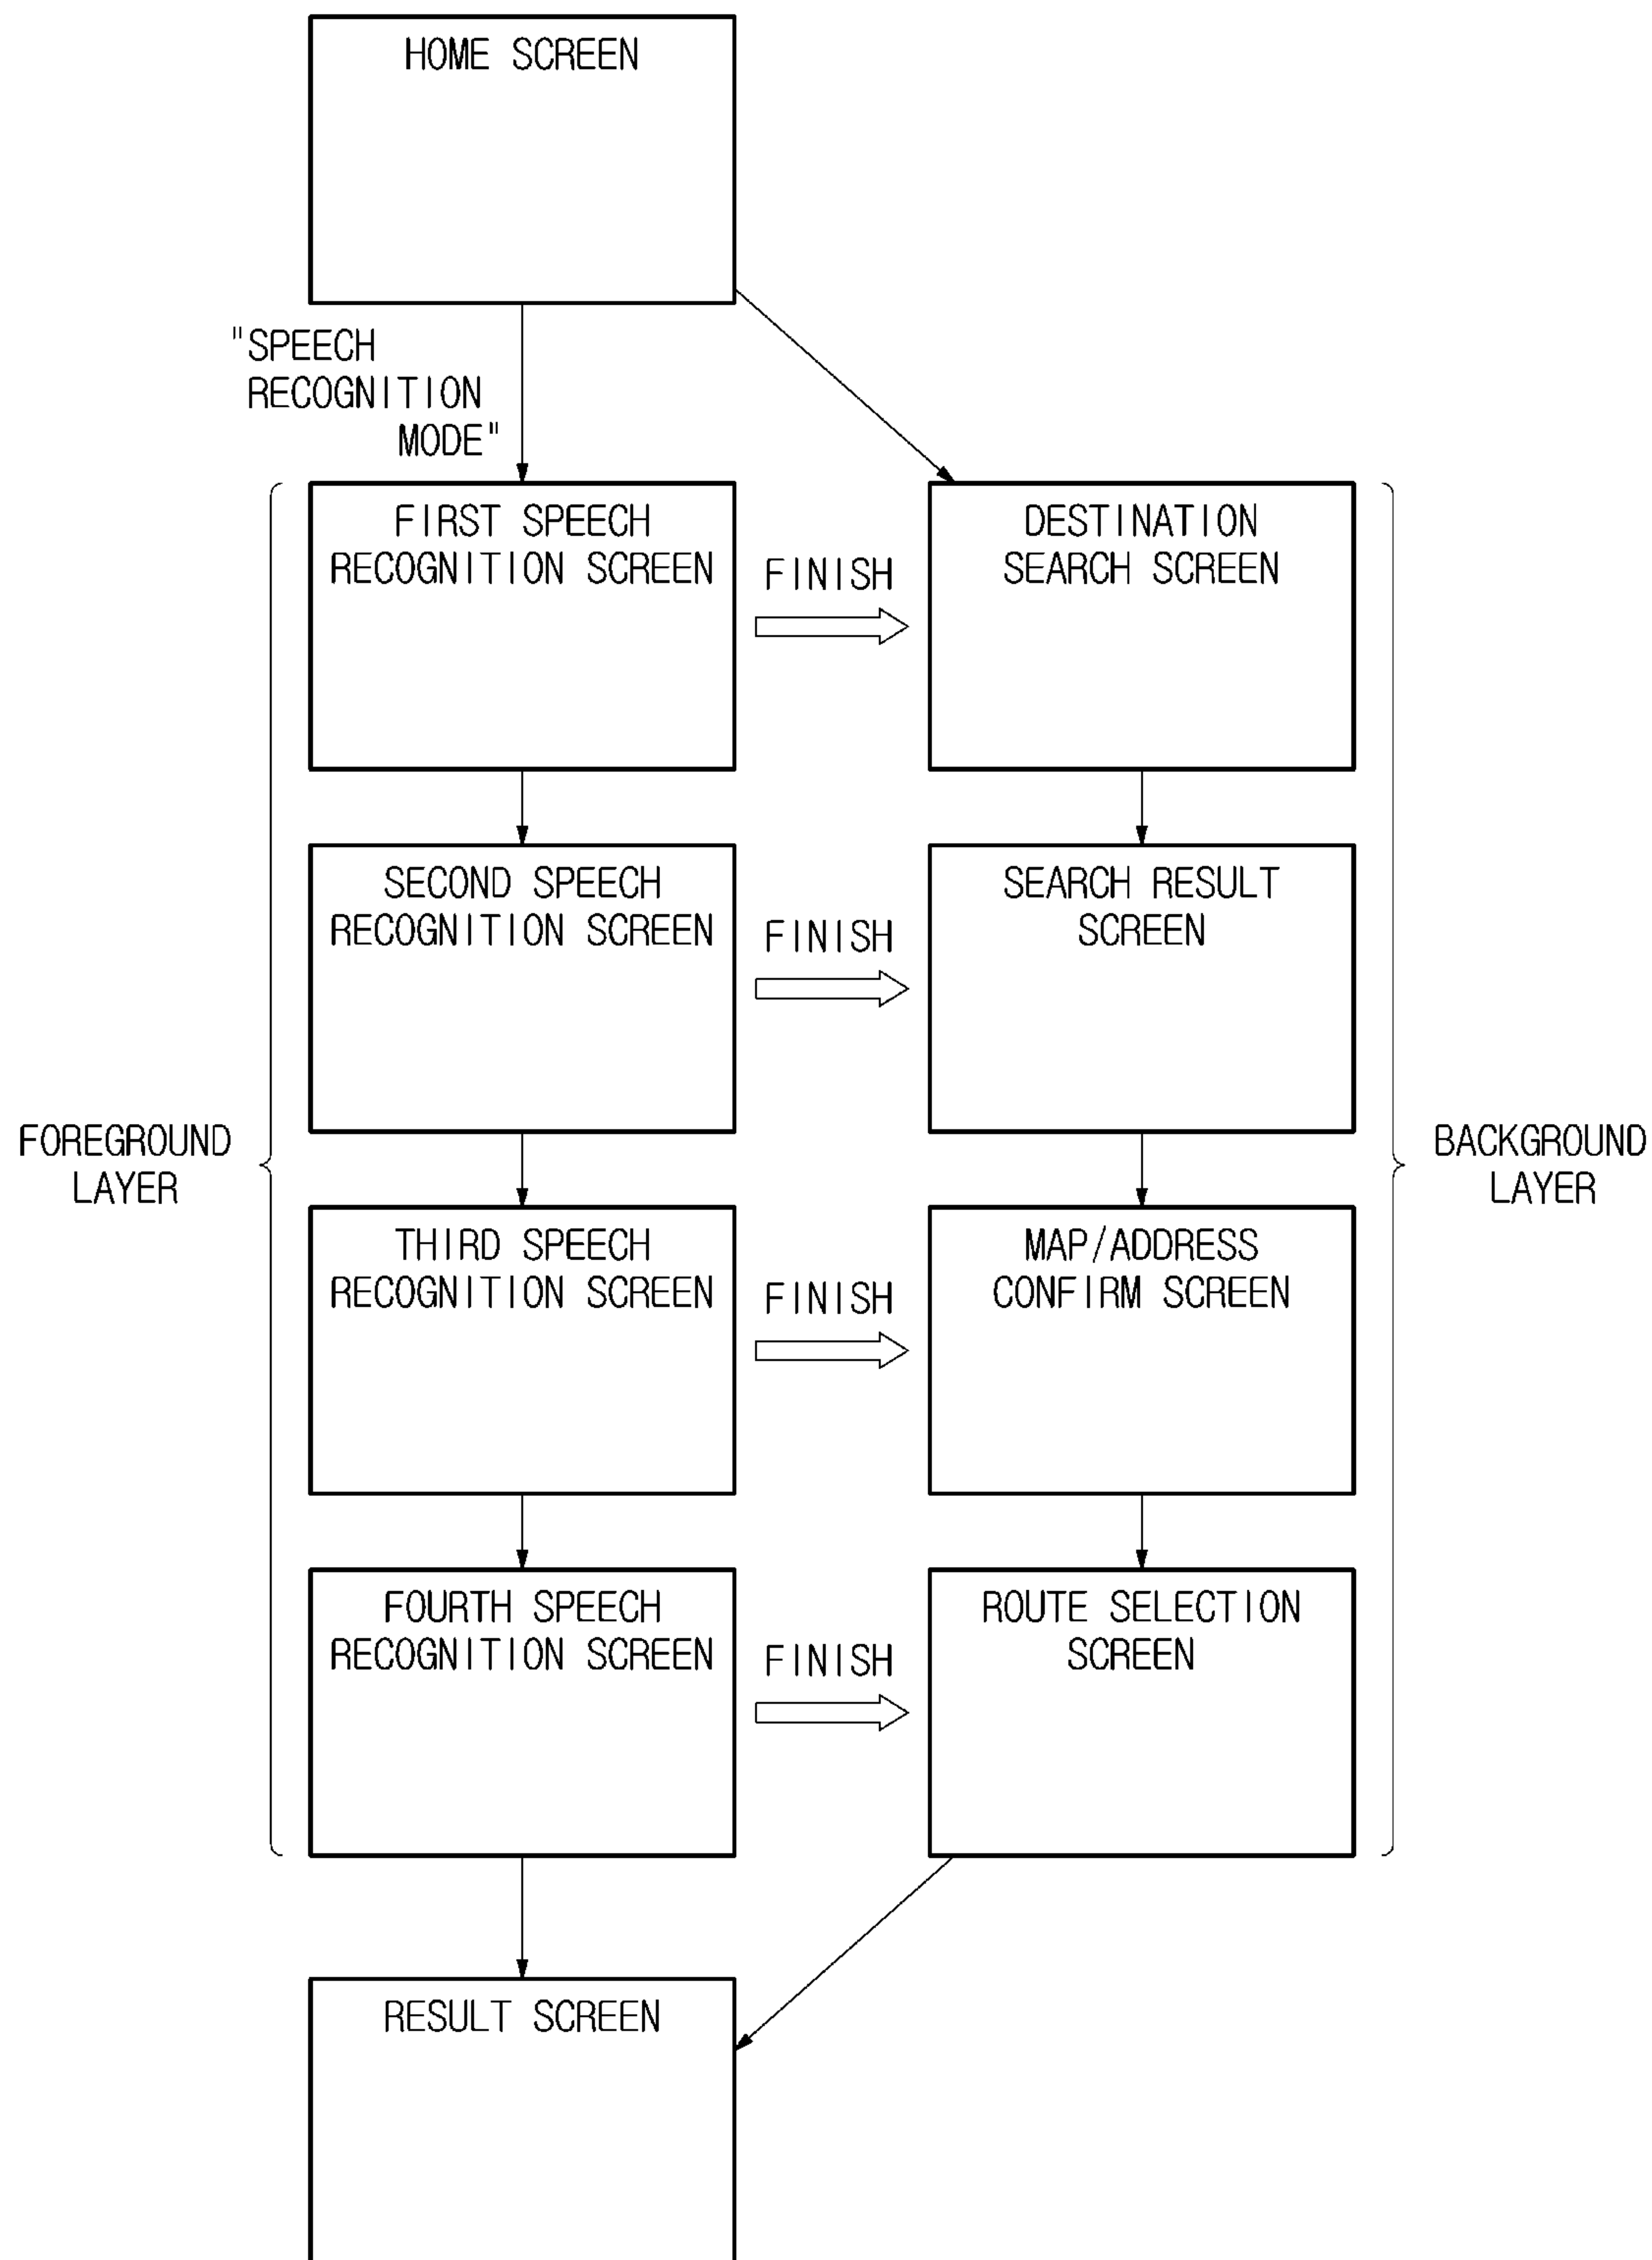 HOME SCREEN
"SPEECH
RECOGNITION
MODE"
FIRST SPEECH
RECOGNITION SCREEN
FINISH
DESTINATION
SEARCH SCREEN
SECOND SPEECH
RECOGNITION SCREEN
FINISH
SEARCH RESULT
SCREEN
FOREGROUND
LAYER
BACKGROUND
LAYER
THIRD SPEECH
RECOGNITION SCREEN
FINISH
MAP/ADDRESS
CONFIRM SCREEN
FOURTH SPEECH
RECOGNITION SCREEN
FINISH
ROUTE SELECTION
SCREEN
RESULT SCREEN